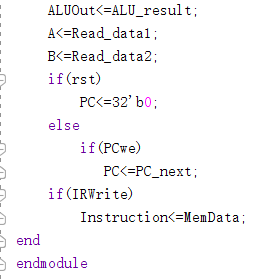 ALUOut<=ALU_result;
A<=Read_data1;
B<=Read_data2;
if(rst)
PC<=32'b0;
else
if(PCwe)
PC<=PC_next;
if(IRWrite)
Instruction<=MemData;
end
endmodule